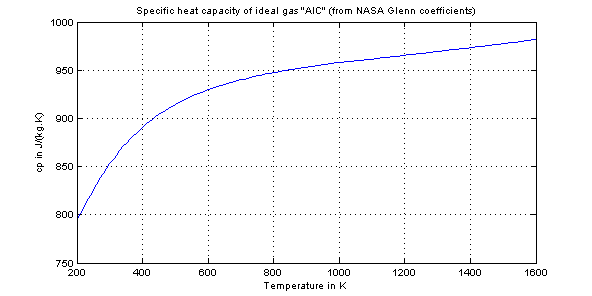 Specific heat capacity of ideal gas "AlC" (from NASA Glenn coefficients)
1000
950
900
850
800
750
cp in J/(kg.K)
200 400 600 800 1000 1200 1400 1600
Temperature in K